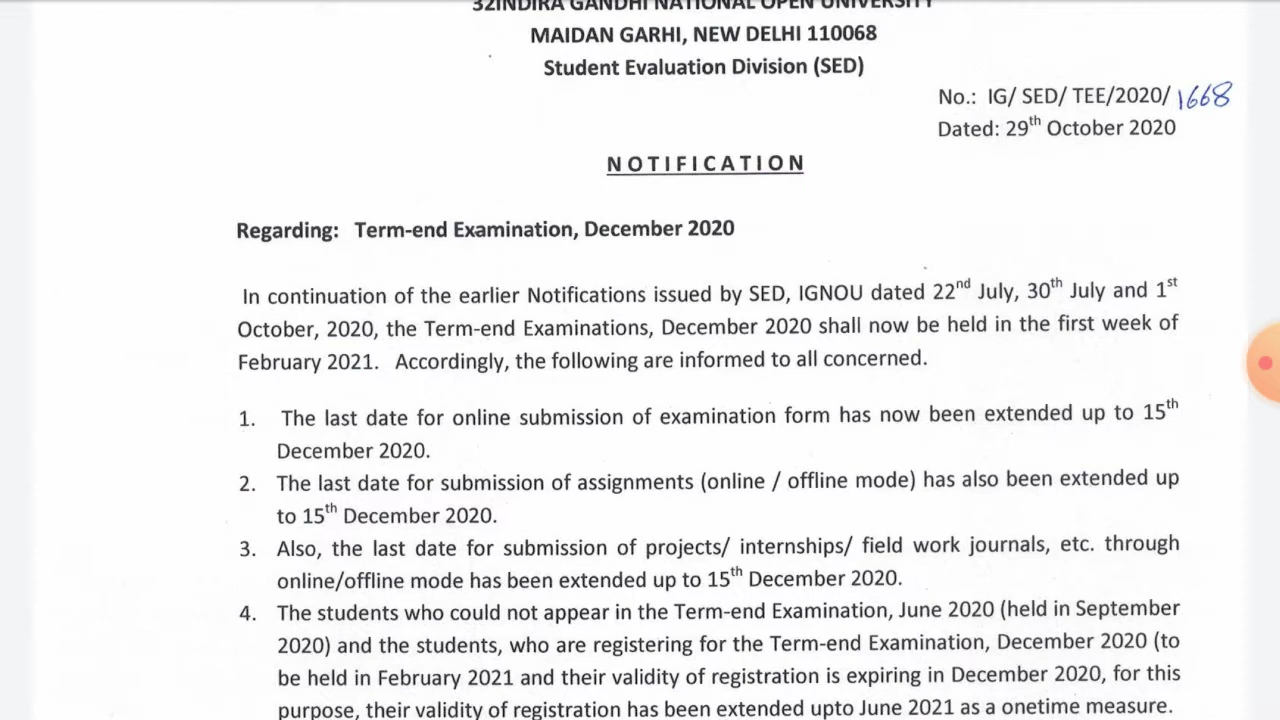 32INDIRA GANDHI NATIONAL OPEN UNIVERSITY
MAIDAN GARHI, NEW DELHI 110068
Student Evaluation Division (SED)
No.: IG/ SED/ TEE/2020/ 1668
Dated: 29th October 2020
NOTIFICATION
Regarding: Term-end Examination, December 2020
In continuation of the earlier Notifications issued by SED, IGNOU dated 22nd July, 30th July and 1st
October, 2020, the Term-end Examinations, December 2020 shall now be held in the first week of
February 2021. Accordingly, the following are informed to all concerned.
1. The last date for online submission of examination form has now been extended up to 15th
December 2020.
2. The last date for submission of assignments (online / offline mode) has also been extended up
to 15th December 2020.
3. Also, the last date for submission of projects/ internships/ field work journals, etc. through
online/offline mode has been extended up to 15th December 2020.
4. The students who could not appear in the Term-end Examination, June 2020 (held in September
2020) and the students, who are registering for the Term-end Examination, December 2020 (to
be held in February 2021 and their validity of registration is expiring in December 2020, for this
purpose, their validity of registration has been extended upto June 2021 as a onetime measure.